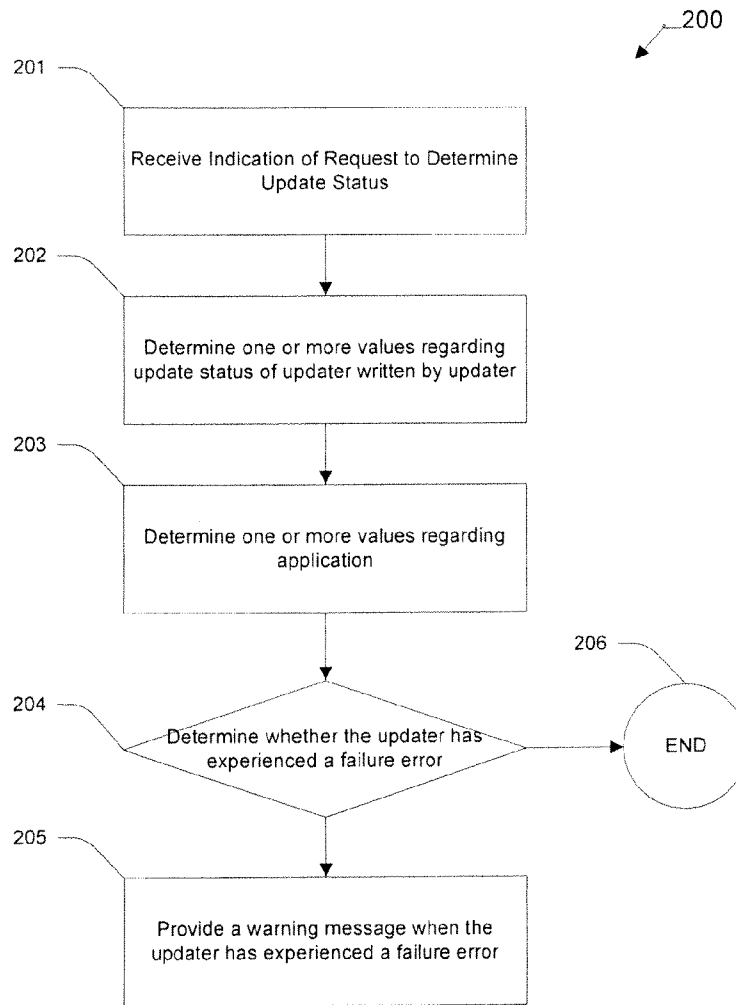 200
201
Receive Indication of Request to Determine
Update Status
202
Determine one or more values regarding
update status of updater written by updater
203
Determine one or more values regarding
application
206
204
Determine whether the updater has
experienced a failure error
END
205
Provide a warning message when the
updater has experienced a failure error